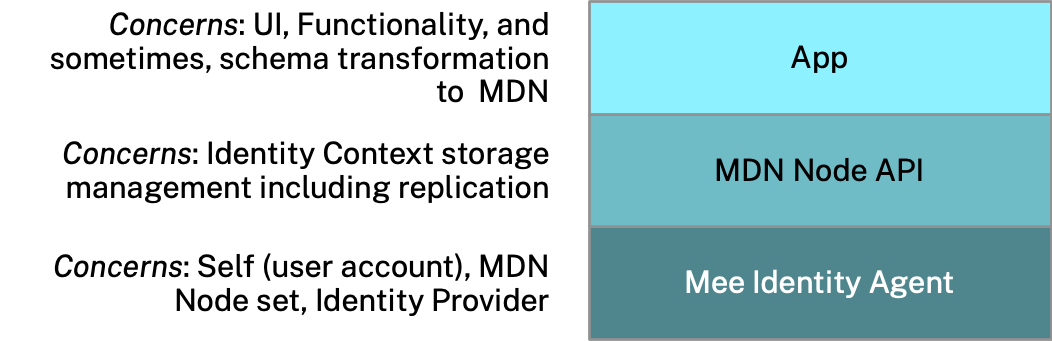 Concerns: UI, Functionality, and
sometimes, schema transformation
to MDN
App
Concerns: Identity Context storage
management including replication
MDN Node API
Concerns: Self (user account), MDN
Node set, Identity Provider
Mee Identity Agent